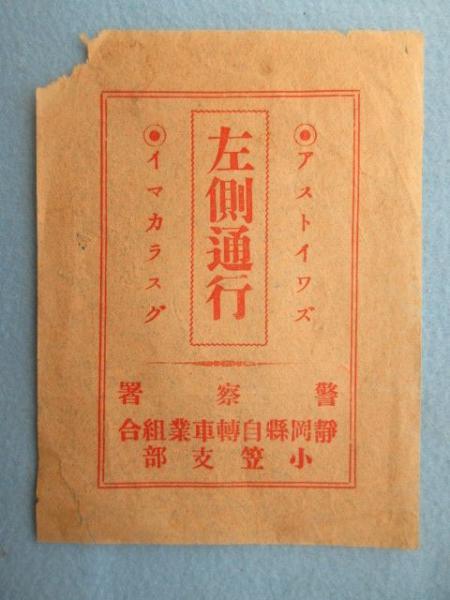 ◉アストイワズ
左側通行
◉イマカラスグ
警察署
靜岡縣自轉車業組合
小笠支部